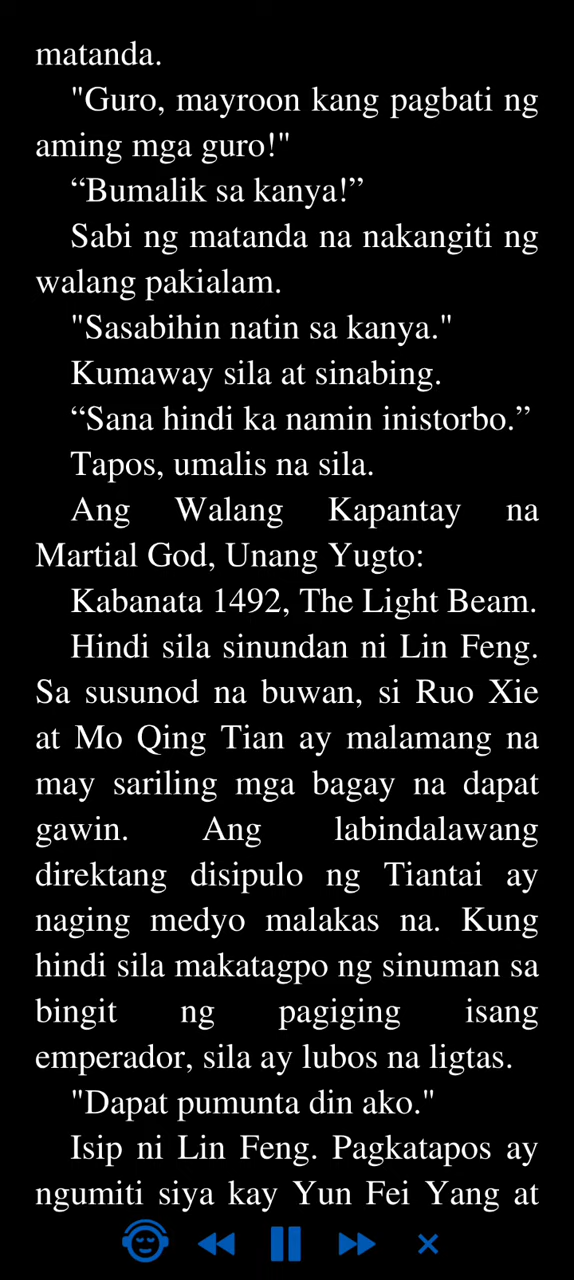 matanda.
"Guro, mayroon kang pagbati ng
aming mga guro!"
“Bumalik sa kanya!”
Sabi ng matanda na nakangiti ng
walang pakialam.
"Sasabihin natin sa kanya."
Kumaway sila at sinabing.
“Sana hindi ka namin inistorbo.”
Tapos, umalis na sila.
Ang Walang Kapantay na
Martial God, Unang Yugto:
Kabanata 1492, The Light Beam.
Hindi sila sinundan ni Lin Feng.
Sa susunod na buwan, si Ruo Xie
at Mo Qing Tian ay malamang na
may sariling mga bagay na dapat
gawin. Ang labindalawang
direktang disipulo ng Tiantai ay
naging medyo malakas na. Kung
hindi sila makatagpo ng sinuman sa
bingit ng pagiging isang
emperador, sila ay lubos na ligtas.
"Dapat pumunta din ako."
Isip ni Lin Feng. Pagkatapos ay
ngumiti siya kay Yun Fei Yang at